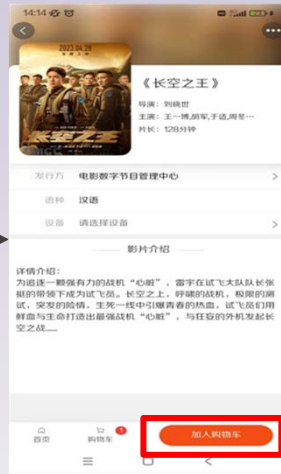 14:14
2023.04.28
长空之王
《长空之王》
导演：刘晓世
主演：王一博,胡军,于适,周冬…
片长：128分钟
发行方 电影数字节目管理中心 >
语种 汉语
设备 请选择设备 >
影片介绍
详情介绍：
为追逐一颗强有力的战机“心脏”，雷宇在试飞大队队长张
挺的带领下成为试飞员。长空之上，呼啸的战机，极限的测
试，突发的险情，生死一线中引爆青春的热血，试飞员们用
鲜血与生命打造出最强战机“心脏”，与狂妄的外机发起长
空之战……
首页
购物车
1
加入购物车